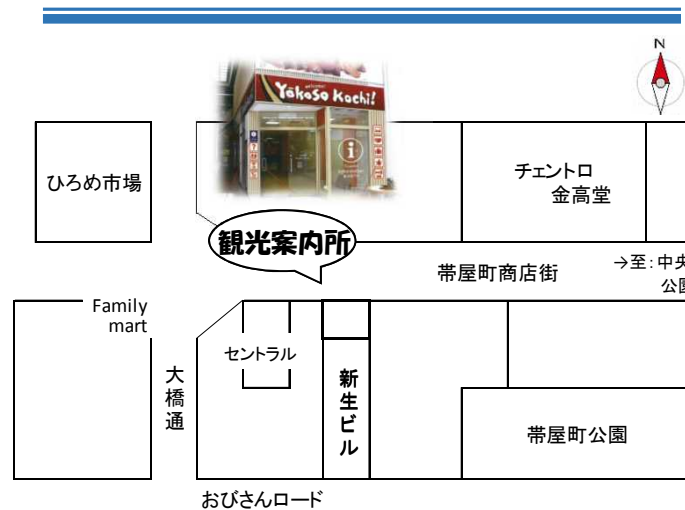 N
Yōkoso Kochi!
i
ひろめ市場
チェントロ
金高堂
観光案内所
帯屋町商店街
→至：中央
公園
Family
mart
セントラル
大橋通
新生ビル
帯屋町公園
おびさんロード